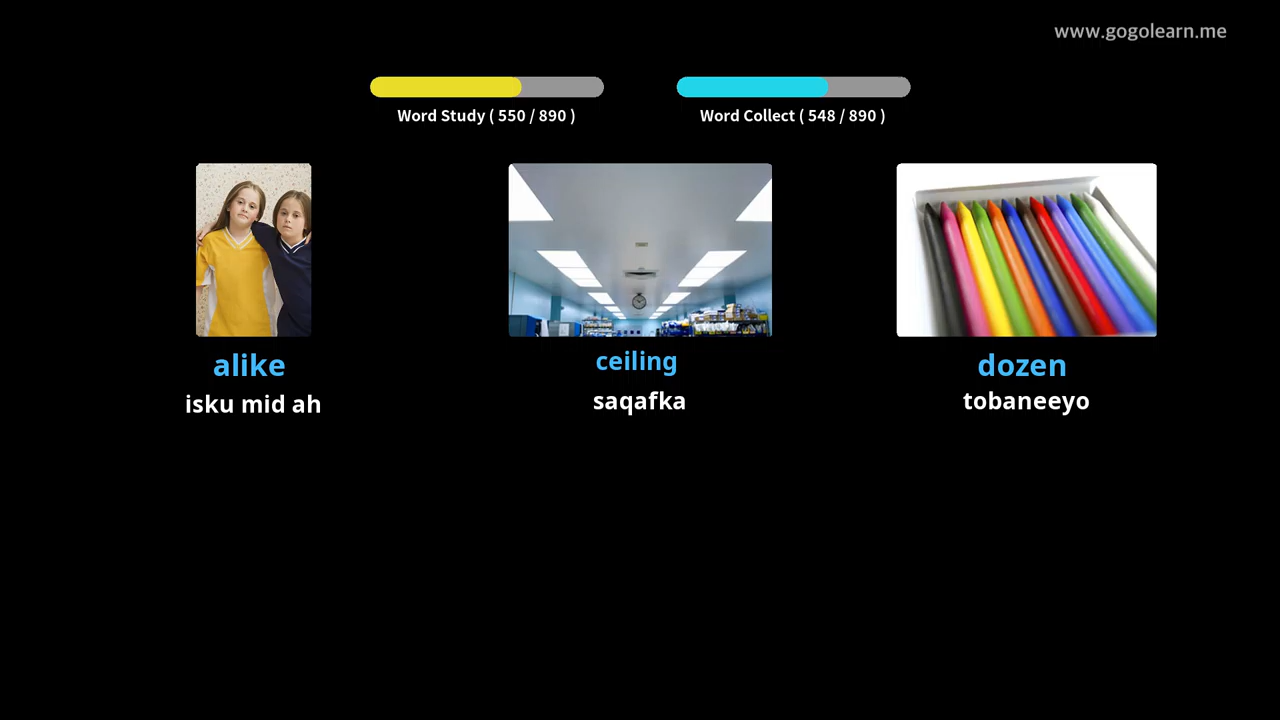 www.gogolearn.me
Word Study ( 550 / 890 )
Word Collect ( 548 / 890 )
alike
isku mid ah
ceiling
saqafka
dozen
tobaneeyo